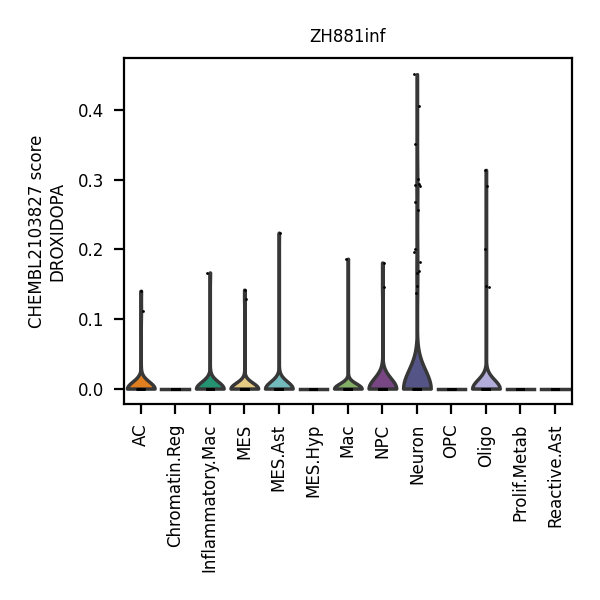 ZH881inf
CHEMBL2103827 score
DROXIDOPA
0.4
0.3
0.2
0.1
0.0
AC
Chromatin.Reg
Inflammatory.Mac
MES
MES.Ast
MES.Hyp
Mac
NPC
Neuron
OPC
Oligo
Prolif.Metab
Reactive.Ast